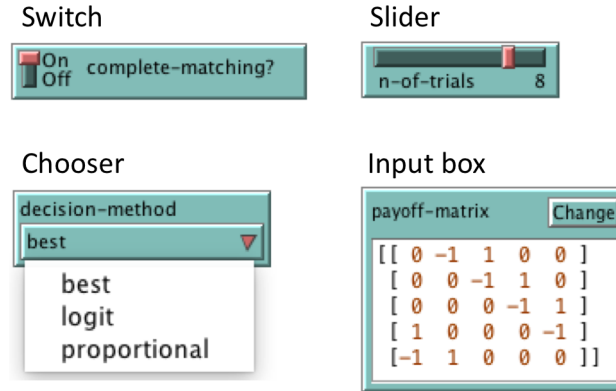 Switch
On
Off
complete-matching?
Slider
n-of-trials 8
Chooser
decision-method
best
best
logit
proportional
Input box
payoff-matrix Change
[[ 0 -1 1 0 0 ]
[ 0 0 -1 1 0 ]
[ 0 0 0 -1 1 ]
[ 1 0 0 0 -1 ]
[-1 1 0 0 0 ]]